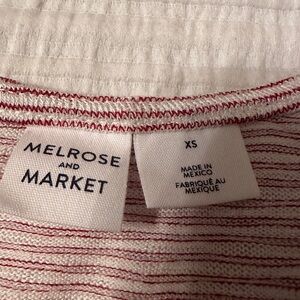 MELROSE
AND
MARKET
XS
MADE IN
MEXICO
FABRIQUÉ AU
MEXIQUE